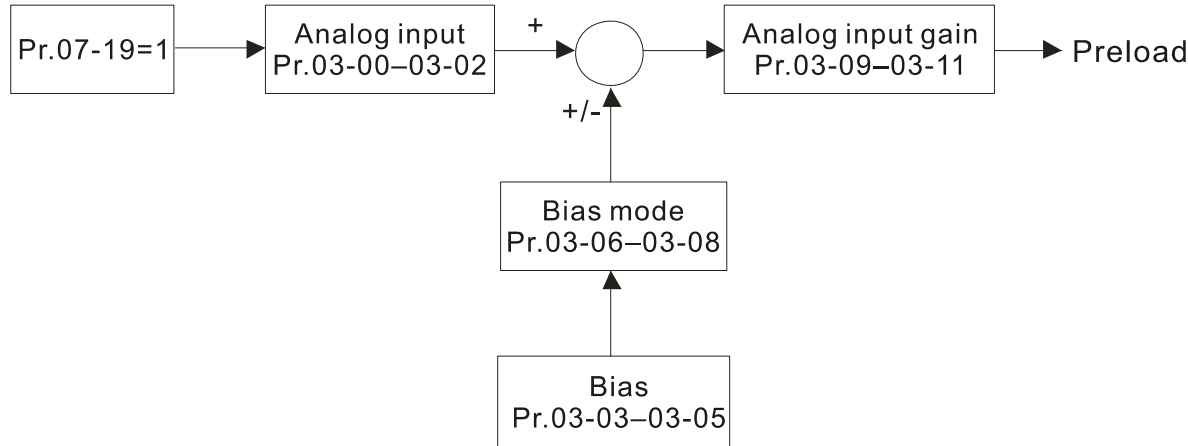 Pr.07-19=1
Analog input
Pr.03-00–03-02
+
Analog input gain
Pr.03-09–03-11
Preload
+/-
Bias mode
Pr.03-06–03-08
Bias
Pr.03-03–03-05